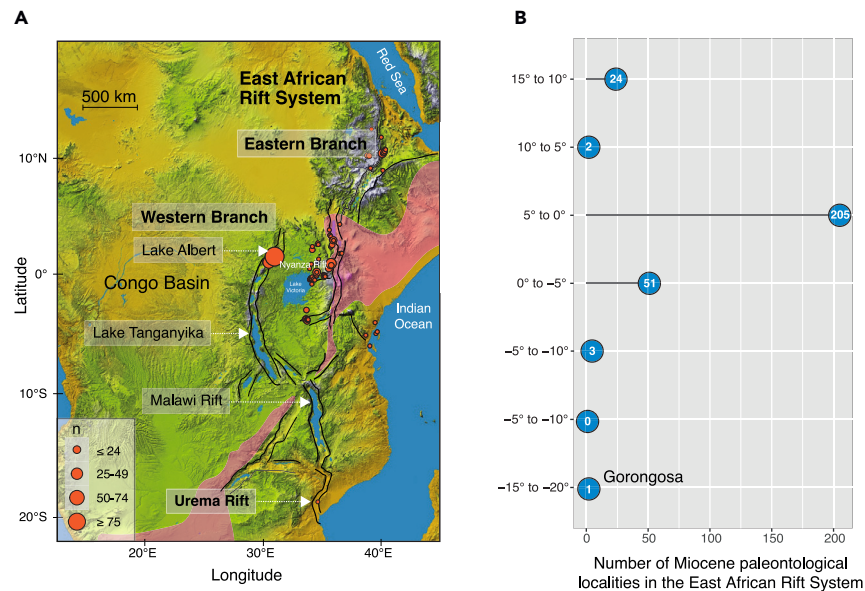 A
East African
Rift System
Red Sea
500 km
Eastern Branch
10°N
Western Branch
Lake Albert
Nyanza Rift
0°
Congo Basin
Lake
Victoria
Indian
Ocean
Lake Tanganyika
10°S
Malawi Rift
n
≤ 24
25-49
50-74
≥ 75
Urema Rift
20°S
20°E
30°E
40°E
Latitude
Longitude
B
15° to 10°
24
10° to 5°
2
5° to 0°
205
0° to −5°
51
−5° to −10°
3
−5° to −10°
0
−15° to −20°
1
Gorongosa
0
50
100
150
200
Number of Miocene paleontological
localities in the East African Rift System